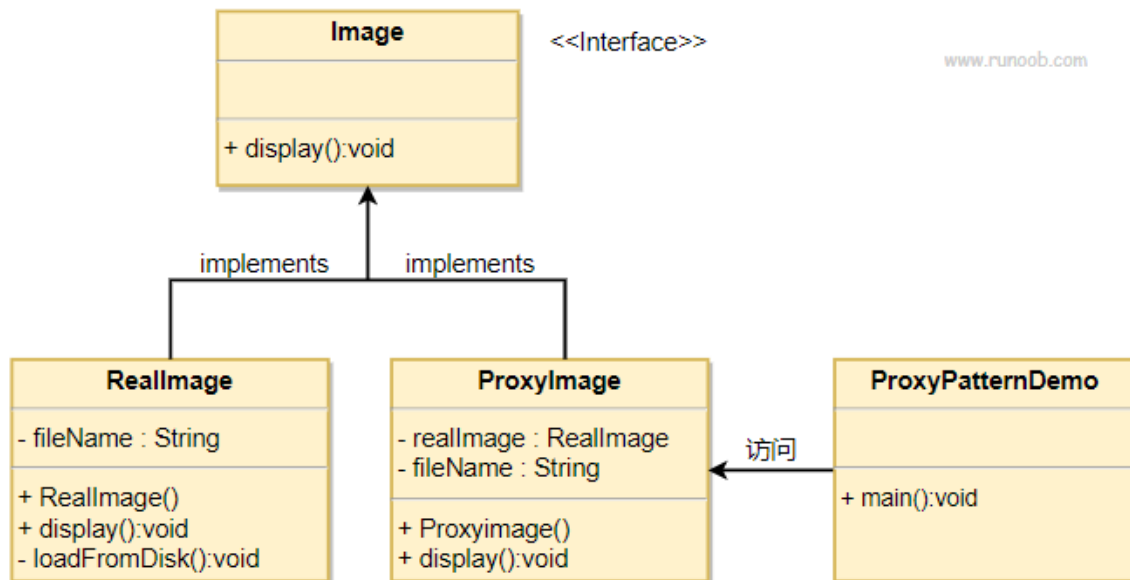 Image
<<Interface>>
www.runoob.com
+ display():void
implements
implements
RealImage
- fileName : String
+ RealImage()
+ display():void
- loadFromDisk():void
ProxyImage
- realImage : RealImage
- fileName : String
+ Proxyimage()
+ display():void
访问
ProxyPatternDemo
+ main():void